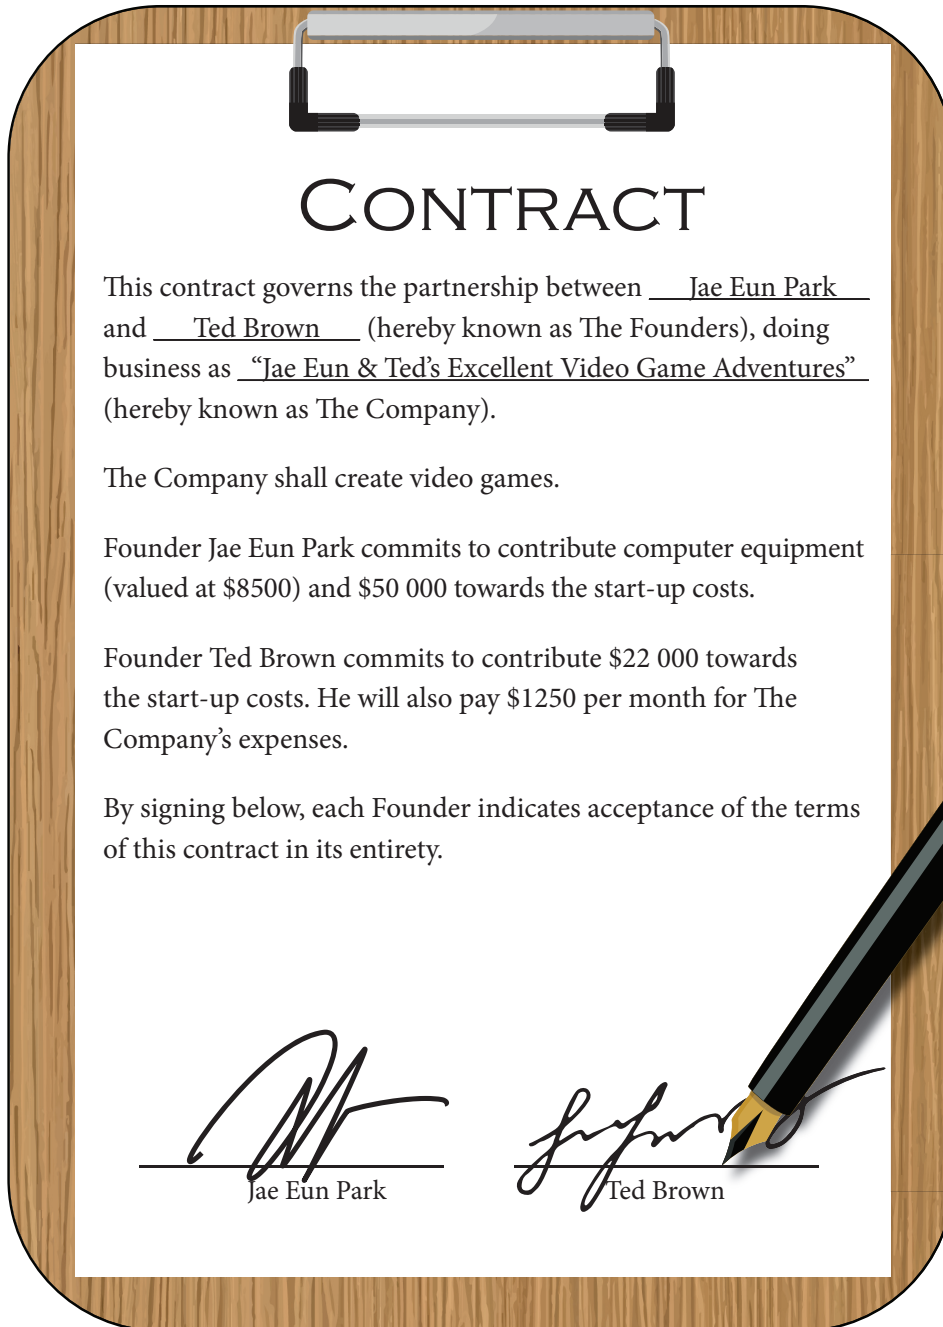 CONTRACT
This contract governs the partnership between Jae Eun Park
and Ted Brown (hereby known as The Founders), doing
business as “Jae Eun & Ted’s Excellent Video Game Adventures”
(hereby known as The Company).
The Company shall create video games.
Founder Jae Eun Park commits to contribute computer equipment
(valued at $8500) and $50 000 towards the start-up costs.
Founder Ted Brown commits to contribute $22 000 towards
the start-up costs. He will also pay $1250 per month for The
Company’s expenses.
By signing below, each Founder indicates acceptance of the terms
of this contract in its entirety.
Jae Eun Park Ted Brown